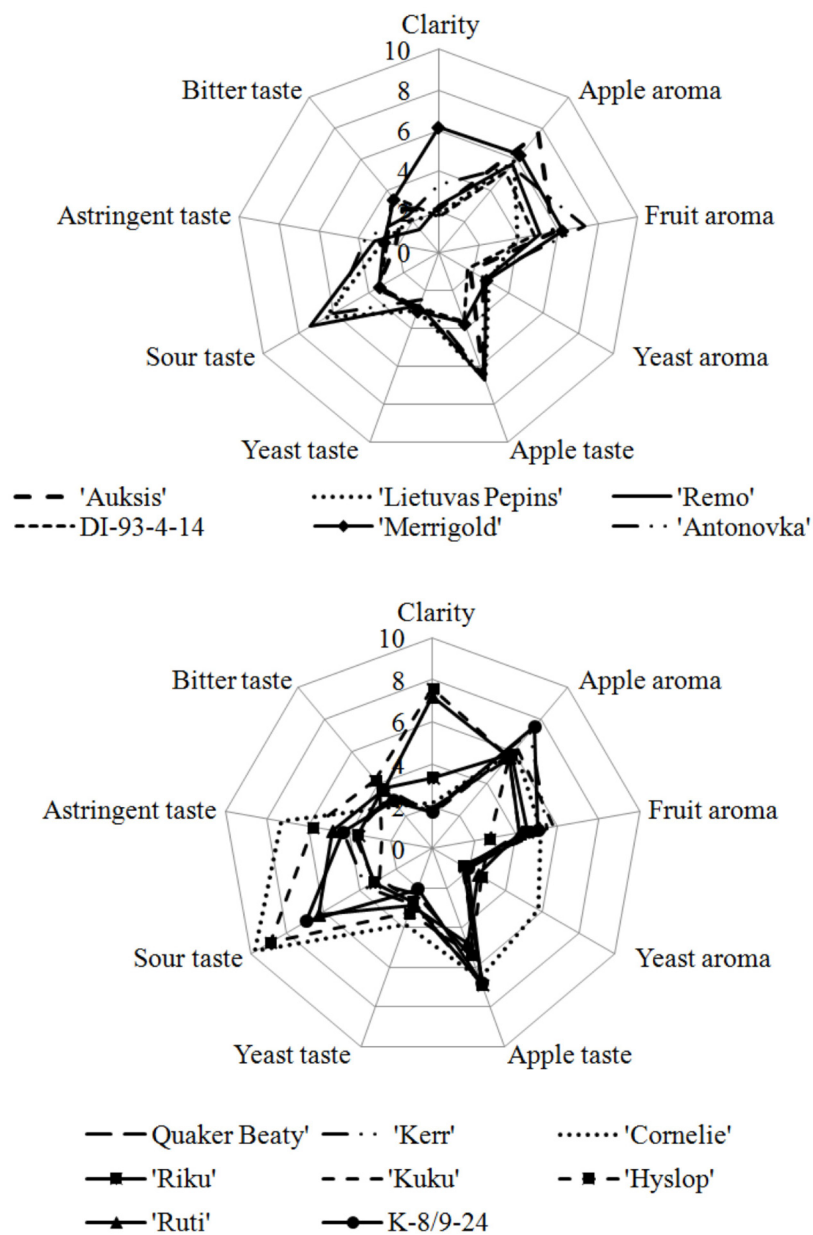 Clarity
10
Bitter taste
Apple aroma
8
6
4
Astringent taste
Fruit aroma
2
0
Sour taste
Yeast aroma
Yeast taste
Apple taste
'Auksis' 'Lietuvas Pepins' 'Remo'
DI-93-4-14 'Merrigold' 'Antonovka'
Clarity
10
Bitter taste
Apple aroma
8
6
4
Astringent taste
Fruit aroma
2
0
Sour taste
Yeast aroma
Yeast taste
Apple taste
Quaker Beaty' 'Kerr' 'Cornelie'
'Riku' 'Kuku' 'Hyslop'
'Ruti' K-8/9-24